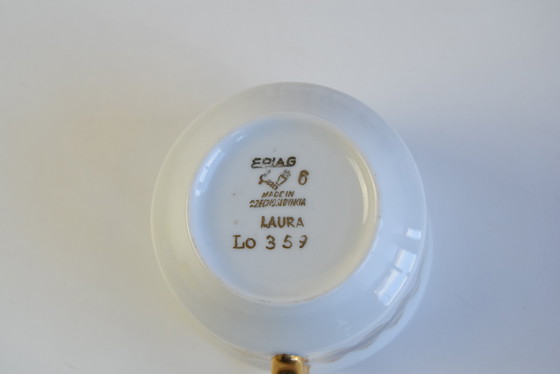 EPIAG
6
MADE IN
CZECHOSLOVAKIA
LAURA
Lo 359